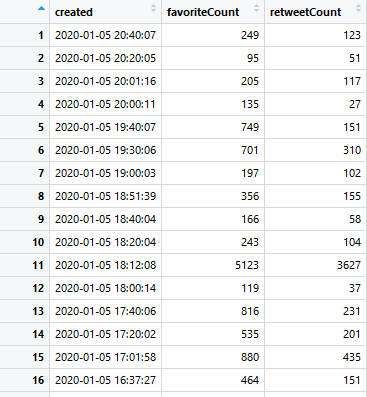 created favoriteCount retweetCount
1 2020-01-05 20:40:07 249 123
2 2020-01-05 20:20:05 95 51
3 2020-01-05 20:01:16 205 117
4 2020-01-05 20:00:11 135 27
5 2020-01-05 19:40:07 749 151
6 2020-01-05 19:30:06 701 310
7 2020-01-05 19:00:03 197 102
8 2020-01-05 18:51:39 356 155
9 2020-01-05 18:40:04 166 58
10 2020-01-05 18:20:04 243 104
11 2020-01-05 18:12:08 5123 3627
12 2020-01-05 18:00:14 119 37
13 2020-01-05 17:40:06 816 231
14 2020-01-05 17:20:02 535 201
15 2020-01-05 17:01:58 880 435
16 2020-01-05 16:37:27 464 151